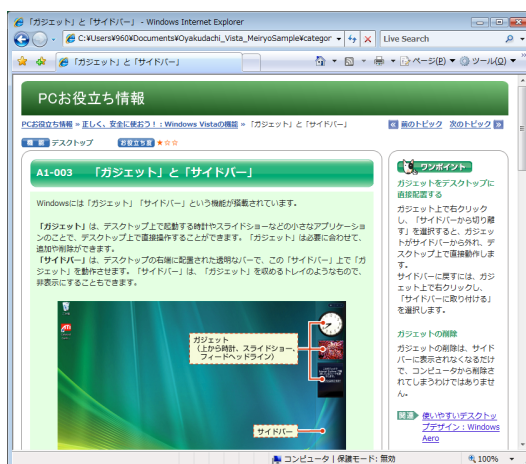 「ガジェット」と「サイドバー」 - Windows Internet Explorer
C:¥Users¥960¥Documents¥Oyakudachi_Vista_MeiryoSample¥categor
Live Search
「ガジェット」と「サイドバー」
ページ(P)
ツール(O)
PCお役立ち情報
PCお役立ち情報 » 正しく、安全に使おう！：Windows Vistaの機能 » 「ガジェット」と「サイドバー」
前のトピック 次のトピック
機 能 デスクトップ お役立ち度 ★☆☆
A1-003 「ガジェット」と「サイドバー」
Windowsには「ガジェット」「サイドバー」という機能が搭載されています。
「ガジェット」は、デスクトップ上で起動する時計やスライドショーなどの小さなアプリケーショ
ンのことで、デスクトップ上で直接操作することができます。「ガジェット」は必要に合わせて、
追加や削除ができます。
「サイドバー」は、デスクトップの右端に配置された透明なバーで、この「サイドバー」上で「ガ
ジェット」を動作させます。「サイドバー」は、「ガジェット」を収めるトレイのようなもので、
非表示にすることもできます。
ガジェット
（上から時計、スライドショー、
フィードヘッドライン）
サイドバー
ワンポイント
ガジェットをデスクトップに
直接配置する
ガジェット上で右クリック
し、「サイドバーから切り離
す」を選択すると、ガジェッ
トがサイドバーから外れ、デ
スクトップ上で直接動作しま
す。
サイドバーに戻すには、ガジ
ェット上で右クリックし、
「サイドバーに取り付ける」
を選択します。
ガジェットの削除
ガジェットの削除は、サイド
バーに表示されなくなるだけ
で、コンピュータから削除さ
れてしまうわけではありませ
ん。
関連 使いやすいデスクトッ
プデザイン：Windows
Aero
コンピュータ | 保護モード: 無効
100%